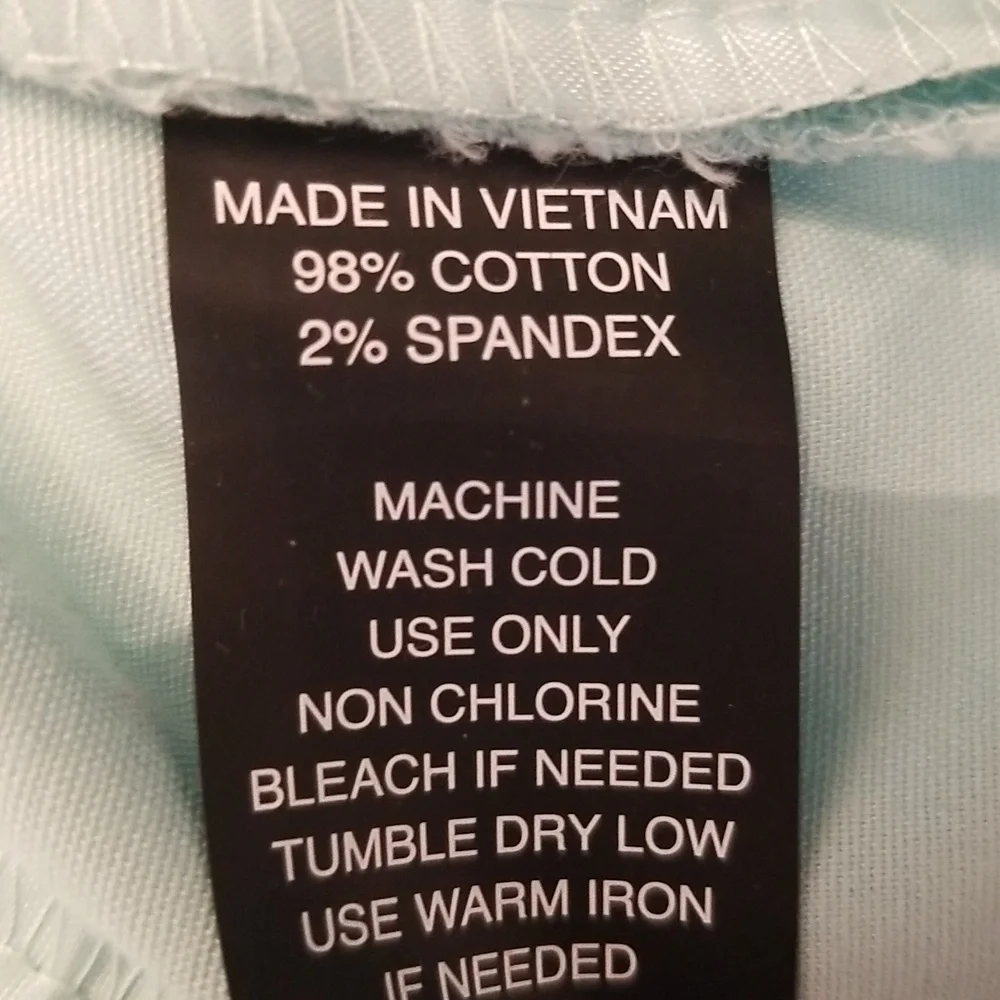 MADE IN VIETNAM
98% COTTON
2% SPANDEX
MACHINE
WASH COLD
USE ONLY
NON CHLORINE
BLEACH IF NEEDED
TUMBLE DRY LOW
USE WARM IRON
IF NEEDED